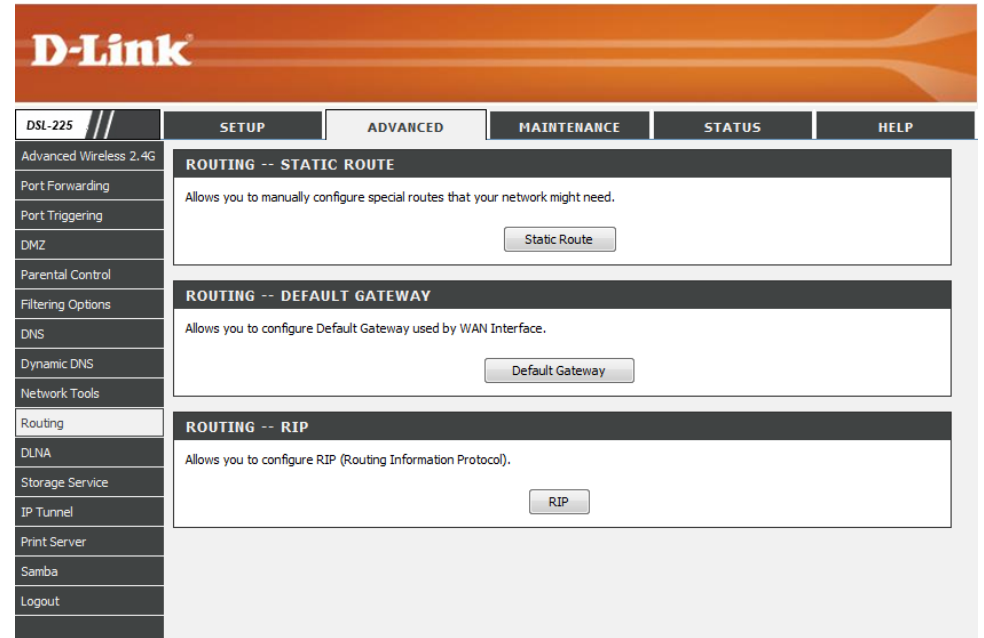 D-Link
DSL-225
SETUP
ADVANCED
MAINTENANCE
STATUS
HELP
Advanced Wireless 2.4G
Port Forwarding
Port Triggering
DMZ
Parental Control
Filtering Options
DNS
Dynamic DNS
Network Tools
Routing
DLNA
Storage Service
IP Tunnel
Print Server
Samba
Logout
ROUTING -- STATIC ROUTE
Allows you to manually configure special routes that your network might need.
Static Route
ROUTING -- DEFAULT GATEWAY
Allows you to configure Default Gateway used by WAN Interface.
Default Gateway
ROUTING -- RIP
Allows you to configure RIP (Routing Information Protocol).
RIP